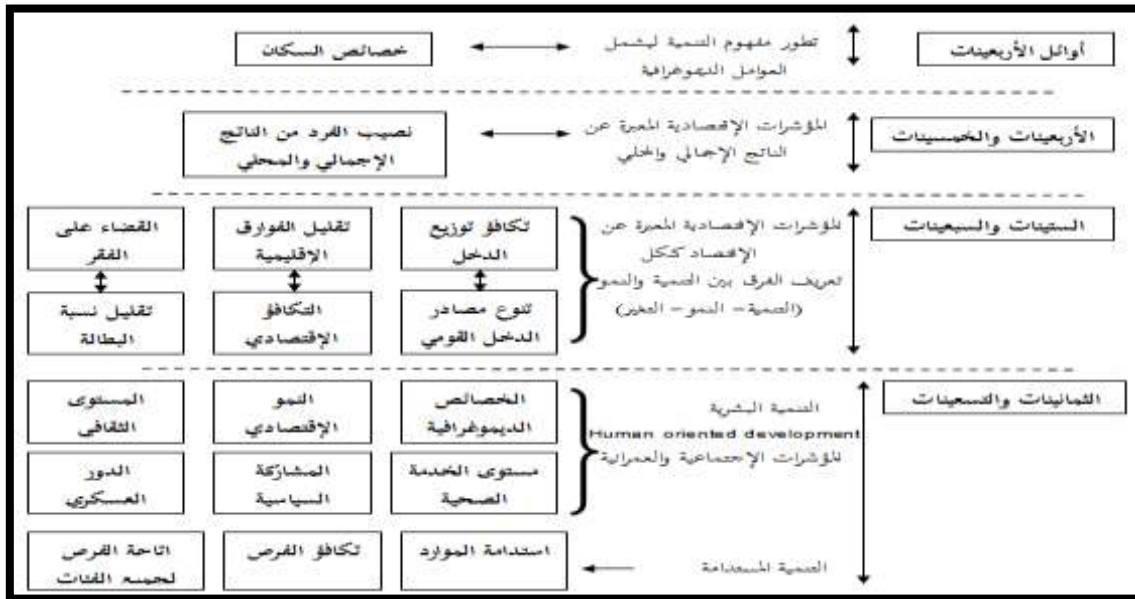 أوائل الأربعينات
تطور مفهوم التنمية ليشمل
العوامل الديموغرافية
خصائص السكان
الأربعينات والخمسينات
المؤشرات الإقتصادية المعبرة عن
الناتج الإجمالي والمحلي
نصيب الفرد من الناتج
الإجمالي والمحلي
الستينات والسبعينات
المؤشرات الإقتصادية المعبرة عن
الإقتصاد ككل
تعريف الفرق بين التنمية والنمو
(التنمية – النمو – التغير)
تكافؤ توزيع
الدخل
تقليل الفوارق
الإقليمية
القضاء على
الفقر
تنوع مصادر
الدخل القومي
التكافؤ
الإقتصادي
تقليل نسبة
البطالة
الثمانينات والتسعينات
التنمية البشرية
Human oriented development
المؤشرات الإجتماعية والعمرانية
الخصائص
الديموغرافية
النمو
الإقتصادي
المستوى
الثقافى
مستوى الخدمة
الصحية
المشاركة
السياسية
الدور
العسكري
التنمية المستدامة
استدامة الموارد
تكافؤ الفرص
اتاحة الفرص
لجميع الفئات